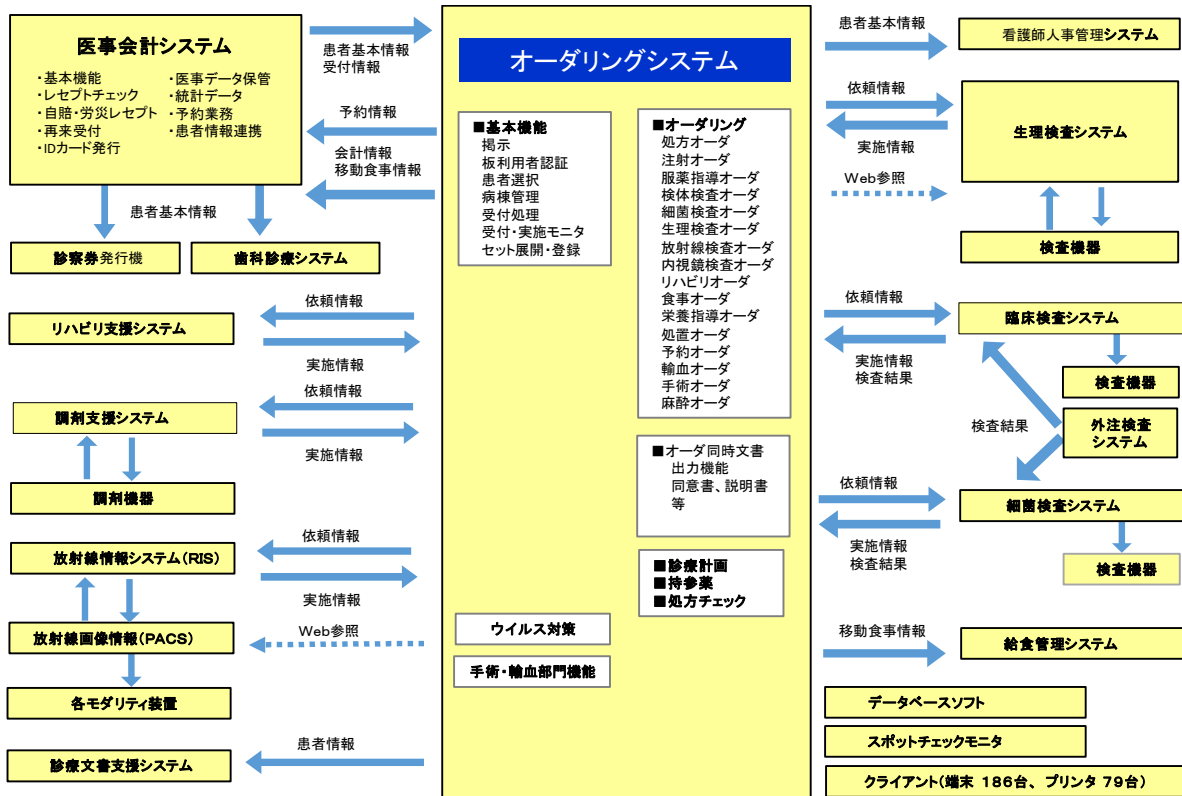 医事会計システム
・基本機能
・レセプトチェック
・自賠・労災レセプト
・再来受付
・IDカード発行
・医事データ保管
・統計データ
・予約業務
・患者情報連携
患者基本情報
受付情報
予約情報
会計情報
移動食事情報
患者基本情報
診察券発行機
歯科診療システム
リハビリ支援システム
依頼情報
実施情報
調剤支援システム
依頼情報
実施情報
調剤機器
放射線情報システム(RIS)
依頼情報
実施情報
放射線画像情報(PACS)
Web参照
各モダリティ装置
診療文書支援システム
患者情報
オーダリングシステム
■基本機能
掲示
板利用者認証
患者選択
病棟管理
受付処理
受付・実施モニタ
セット展開・登録
■オーダリング
処方オーダ
注射オーダ
服薬指導オーダ
検体検査オーダ
細菌検査オーダ
生理検査オーダ
放射線検査オーダ
内視鏡検査オーダ
リハビリオーダ
食事オーダ
栄養指導オーダ
処置オーダ
予約オーダ
輸血オーダ
手術オーダ
麻酔オーダ
■オーダ同時文書
出力機能
同意書、説明書
等
■診療計画
■持参薬
■処方チェック
ウイルス対策
手術・輸血部門機能
患者基本情報
看護師人事管理システム
依頼情報
実施情報
Web参照
生理検査システム
検査機器
依頼情報
実施情報
検査結果
臨床検査システム
検査機器
検査結果
外注検査
システム
依頼情報
実施情報
検査結果
細菌検査システム
検査機器
移動食事情報
給食管理システム
データベースソフト
スポットチェックモニタ
クライアント(端末 186台、プリンタ 79台)